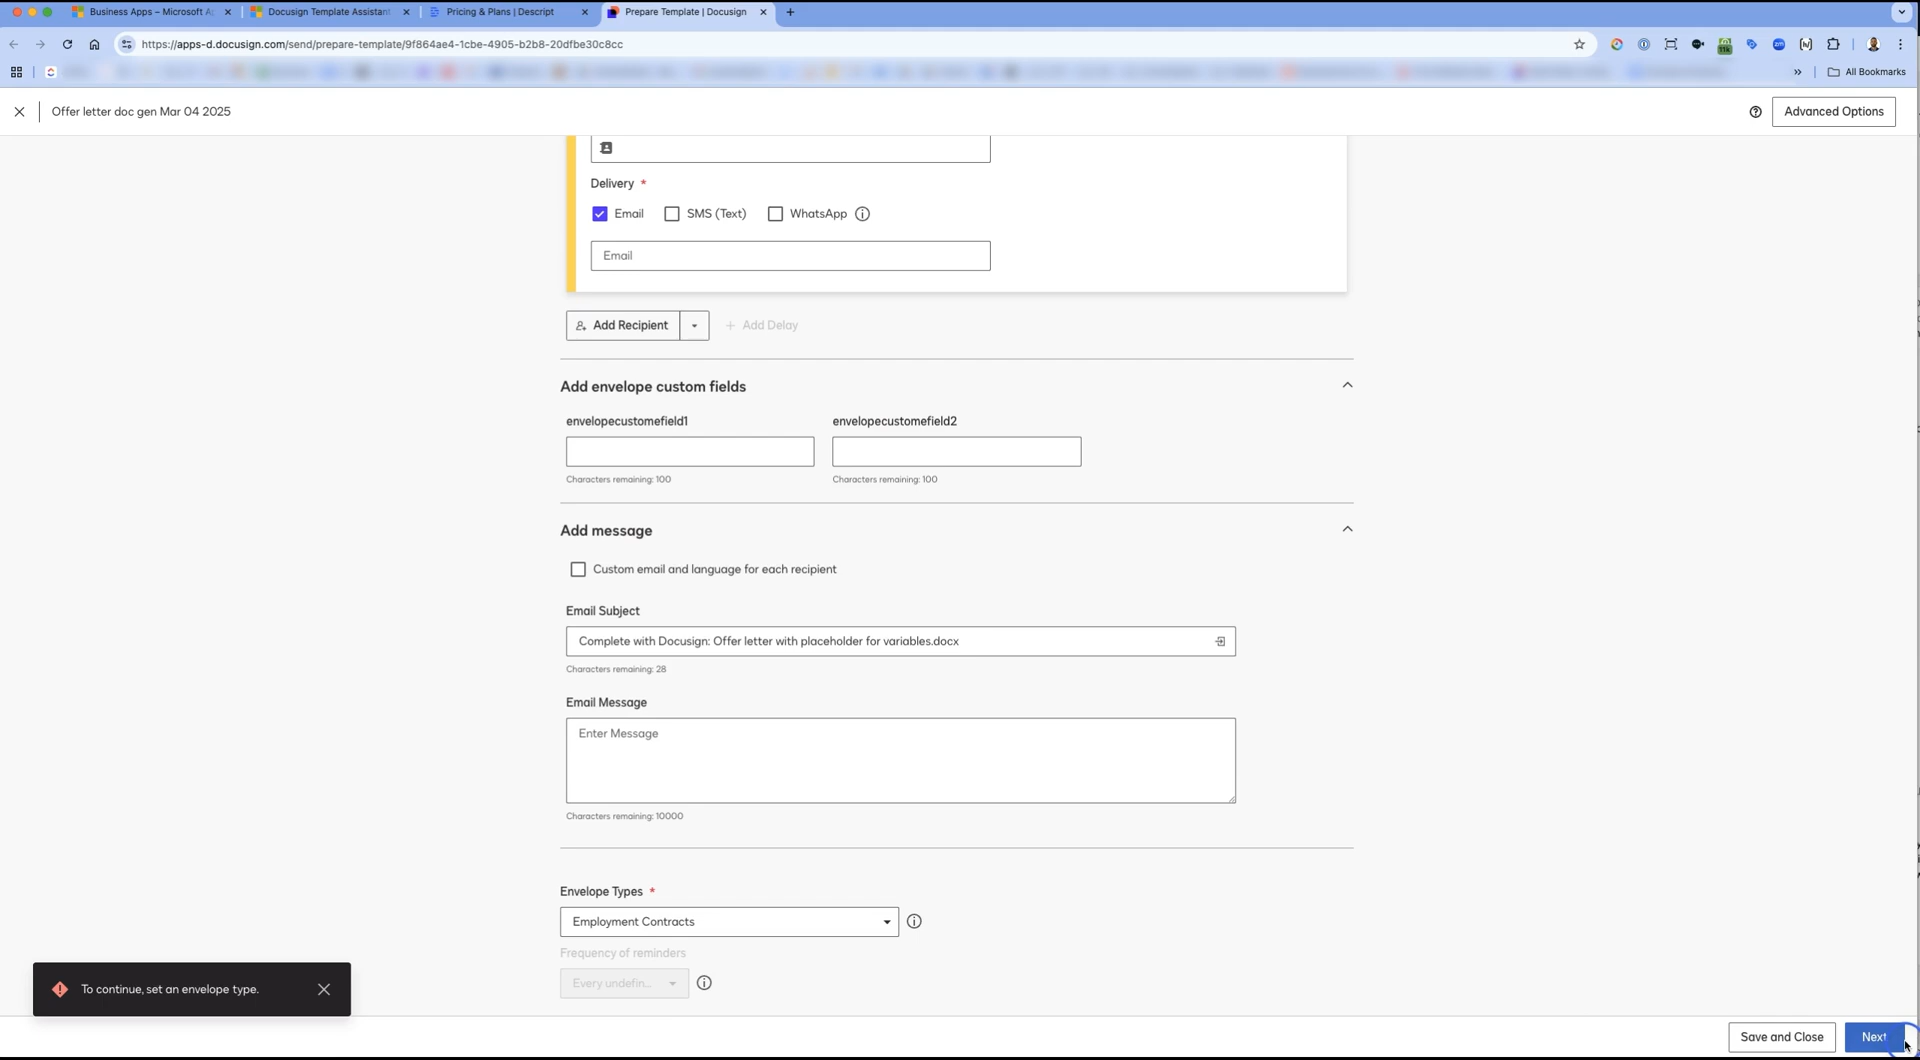 Business Apps – Microsoft A
Docusign Template Assistant
Pricing & Plans | Descript
Prepare Template | Docusign
https://apps-d.docusign.com/send/prepare-template/9f864ae4-1cbe-4905-b2b8-20dfbe30c8cc
All Bookmarks
Offer letter doc gen Mar 04 2025
Advanced Options
Delivery *
Email
SMS (Text)
WhatsApp
Email
Add Recipient
+ Add Delay
Add envelope custom fields
envelopecustomefield1
envelopecustomefield2
Characters remaining: 100
Characters remaining: 100
Add message
Custom email and language for each recipient
Email Subject
Complete with Docusign: Offer letter with placeholder for variables.docx
Characters remaining: 28
Email Message
Enter Message
Characters remaining: 10000
Envelope Types *
Employment Contracts
Frequency of reminders
Every undefin...
To continue, set an envelope type.
Save and Close
Next